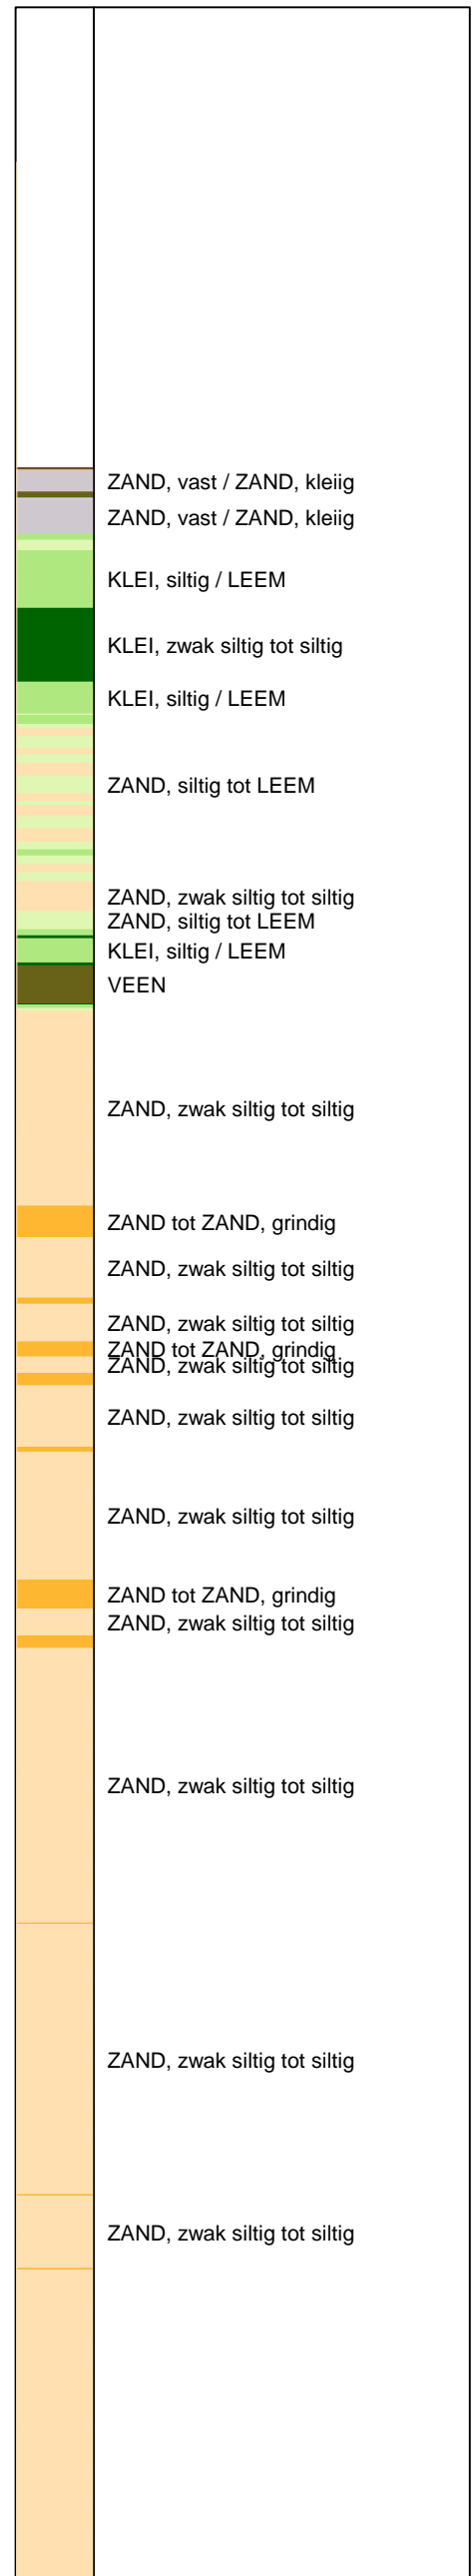 ZAND, vast / ZAND, kleiig
ZAND, vast / ZAND, kleiig
KLEI, siltig / LEEM
KLEI, zwak siltig tot siltig
KLEI, siltig / LEEM
ZAND, siltig tot LEEM
ZAND, zwak siltig tot siltig
ZAND, siltig tot LEEM
KLEI, siltig / LEEM
VEEN
ZAND, zwak siltig tot siltig
ZAND tot ZAND, grindig
ZAND, zwak siltig tot siltig
ZAND, zwak siltig tot siltig
ZAND tot ZAND, grindig
ZAND, zwak siltig tot siltig
ZAND, zwak siltig tot siltig
ZAND, zwak siltig tot siltig
ZAND tot ZAND, grindig
ZAND, zwak siltig tot siltig
ZAND, zwak siltig tot siltig
ZAND, zwak siltig tot siltig
ZAND, zwak siltig tot siltig